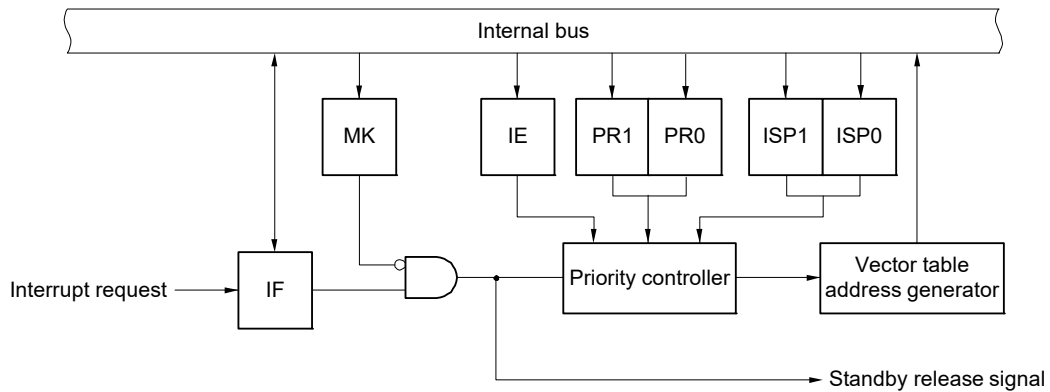 Internal bus
MK
IE
PR1
PR0
ISP1
ISP0
Interrupt request
IF
Priority controller
Vector table
address generator
Standby release signal